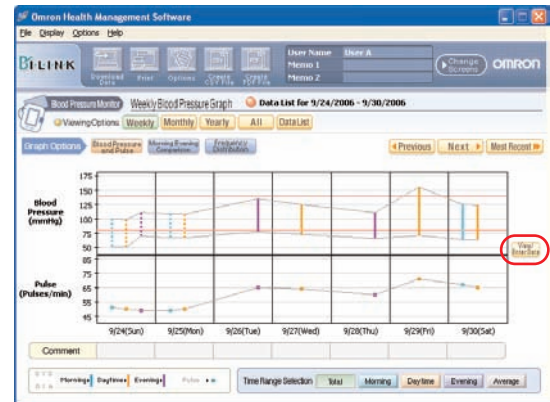 Omron Health Management Software
File Display Options Help
BiLINK Download Data Print Options Create CSV File Create PDF File User Name User A Memo 1 Memo 2 Change Screens OMRON
Blood Pressure Monitor Weekly Blood Pressure Graph Data List for 9/24/2006 - 9/30/2006
Viewing Options Weekly Monthly Yearly All Data List
Graph Options Blood Pressure and Pulse Morning Evening Comparison Frequency Distribution Previous Next Most Recent
175
150
Blood Pressure (mmHg) 125
100
75
50
View/Enter Data
85
75
Pulse (Pulses/min) 65
55
45
9/24(Sun) 9/25(Mon) 9/26(Tue) 9/27(Wed) 9/28(Thu) 9/29(Fri) 9/30(Sat)
Comment
SYS DIA Morning Daytime Evening Pulse Time Range Selection Total Morning Daytime Evening Average